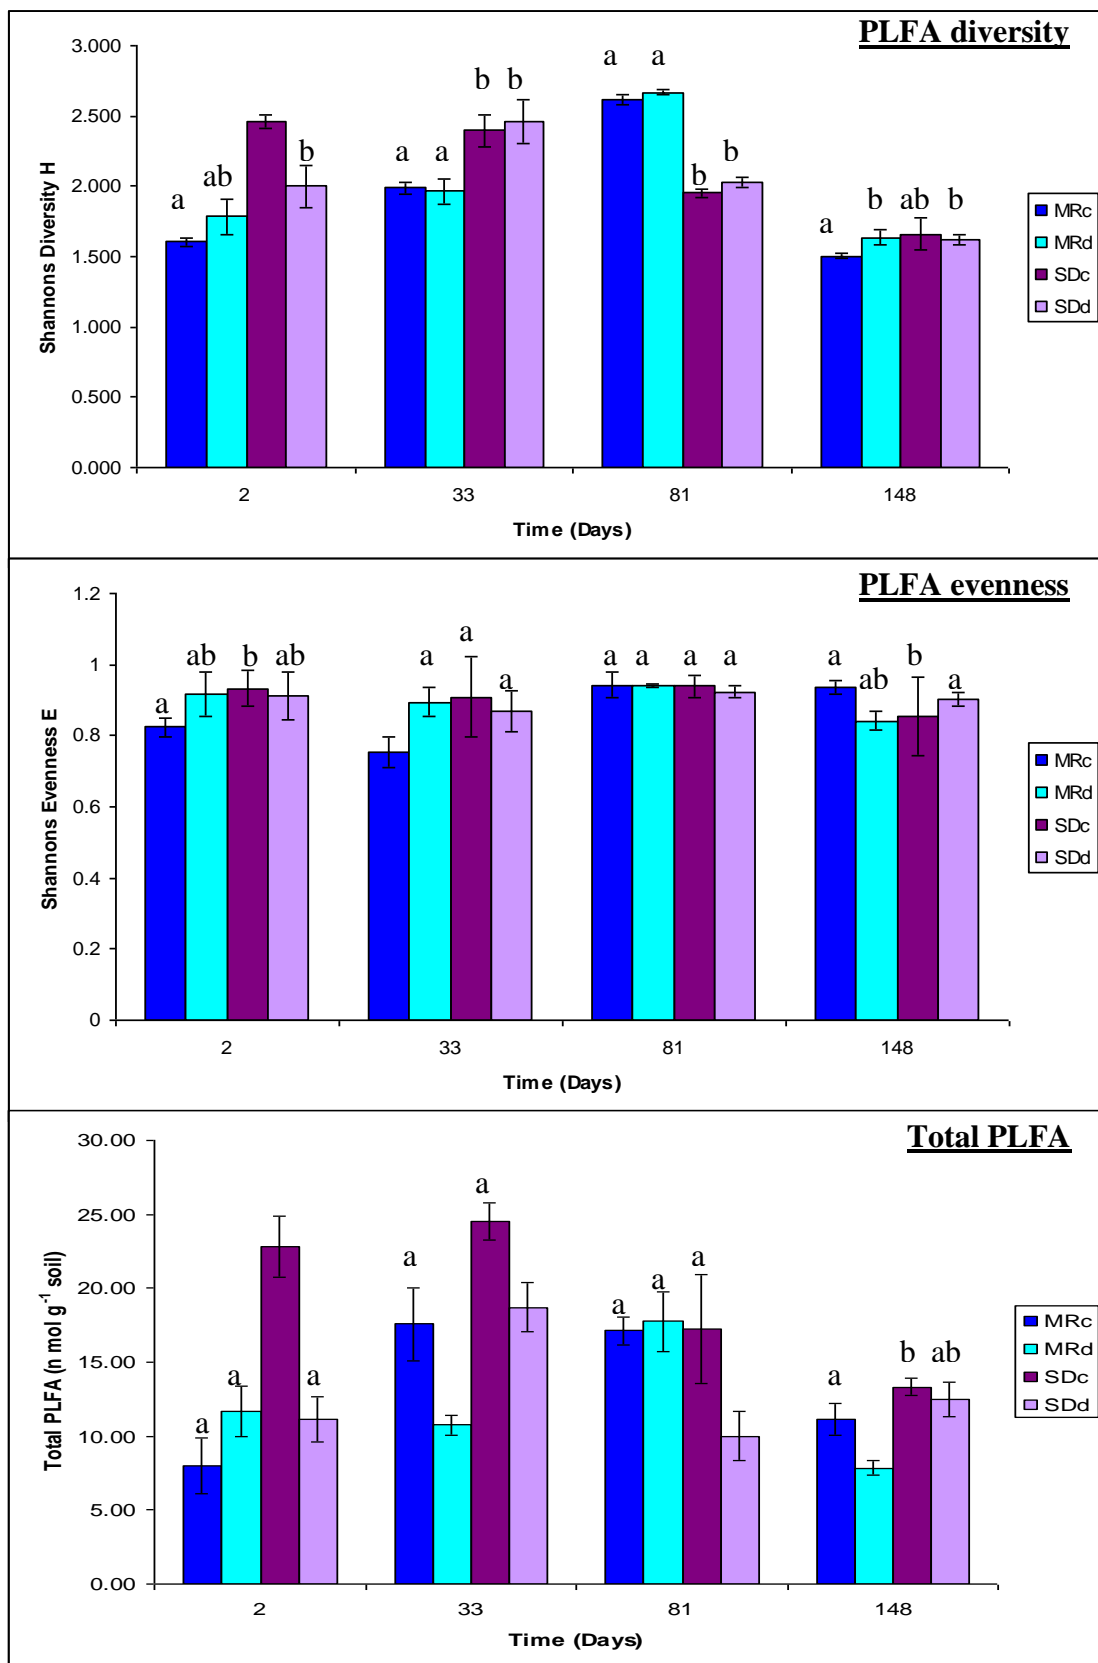 PLFA diversity
3.000
2.500
2.000
1.500
1.000
0.500
0.000
Shannons Diversity H
a ab b
a a b b
a a b b
a b ab b
2 33 81 148
Time (Days)
MRc
MRd
SDc
SDd
PLFA evenness
1.2
1
0.8
0.6
0.4
0.2
0
Shannons Evenness E
a ab b ab
a a a
a a a a
a ab b a
2 33 81 148
Time (Days)
MRc
MRd
SDc
SDd
Total PLFA
30.00
25.00
20.00
15.00
10.00
5.00
0.00
Total PLFA (n mol g⁻¹ soil)
a a a
a a
a a a
a b ab
2 33 81 148
Time (Days)
MRc
MRd
SDc
SDd